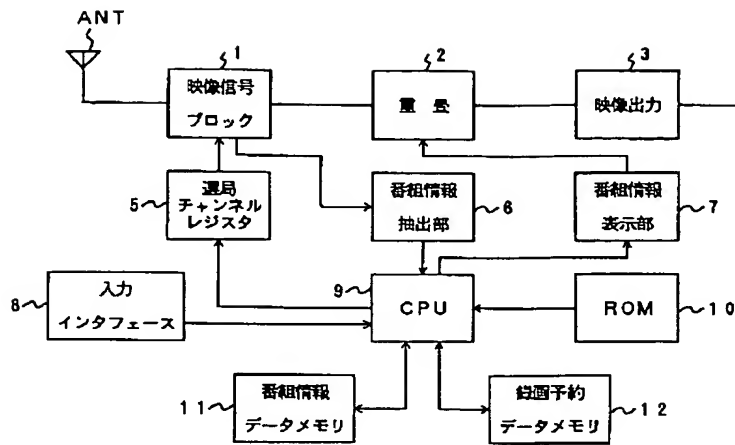 ANT
1
2
3
映像信号
ブロック
重畳
映像出力
5
選局
チャンネル
レジスタ
番組情報
抽出部
6
番組情報
表示部
7
8
入力
インタフェース
9
CPU
ROM
10
11
番組情報
データメモリ
録画予約
データメモリ
12